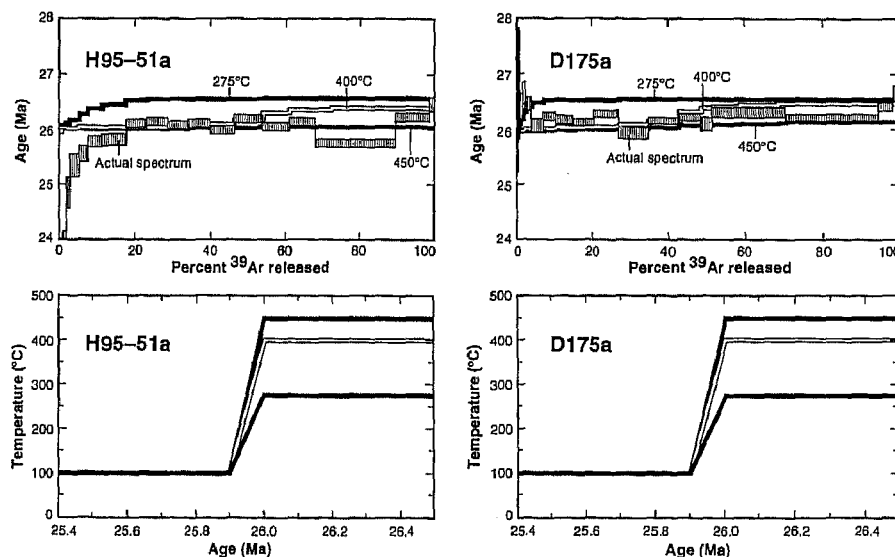 28
27
26
25
24
Age (Ma)
H95–51a
275°C
400°C
450°C
Actual spectrum
0 20 40 60 80 100
Percent 39Ar released
28
27
26
25
24
Age (Ma)
D175a
275°C
400°C
450°C
Actual spectrum
0 20 40 60 80 100
Percent 39Ar released
500
400
300
200
100
0
Temperature (°C)
H95–51a
25.4 25.6 25.8 26.0 26.2 26.4
Age (Ma)
500
400
300
200
100
0
Temperature (°C)
D175a
25.4 25.6 25.8 26.0 26.2 26.4
Age (Ma)